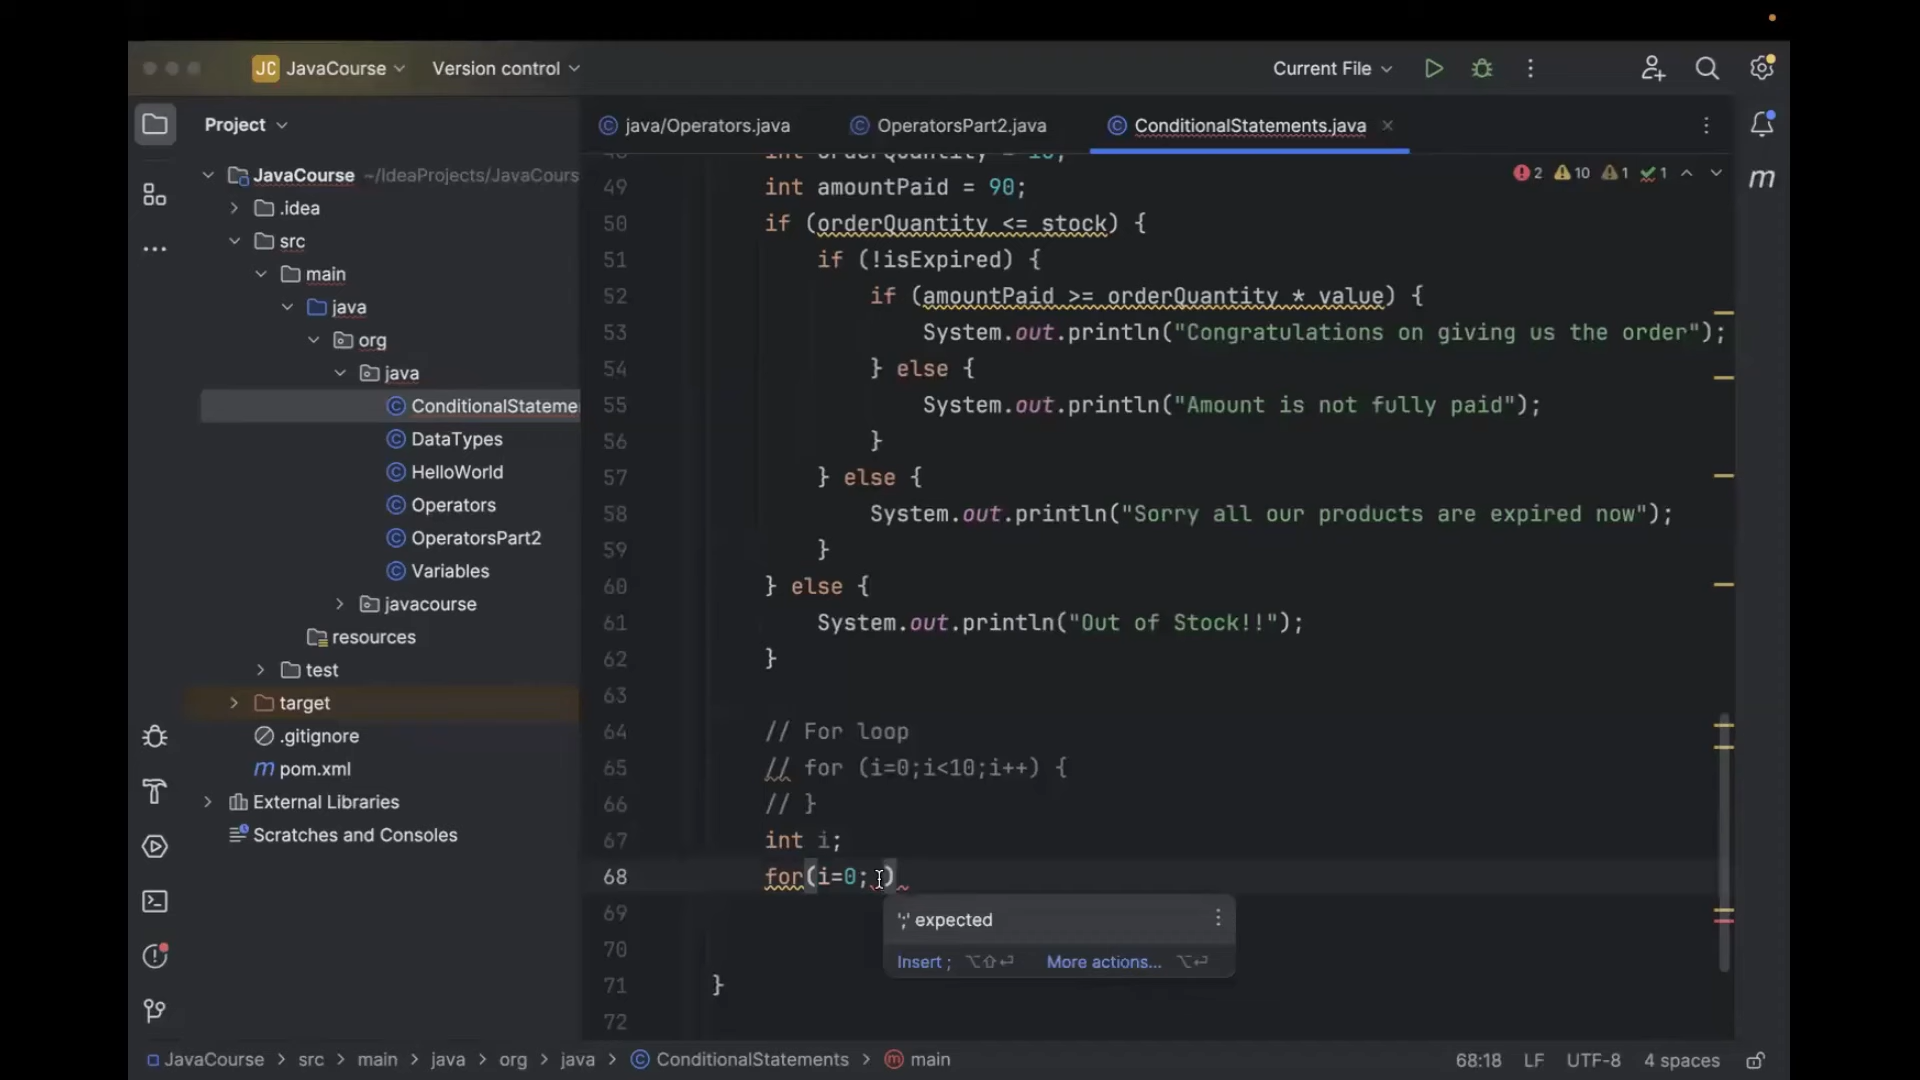 JC JavaCourse Version control Current File
Project java/Operators.java OperatorsPart2.java ConditionalStatements.java
JavaCourse ~/IdeaProjects/JavaCours
.idea
src
main
java
org
java
ConditionalStateme
DataTypes
HelloWorld
Operators
OperatorsPart2
Variables
javacourse
resources
test
target
.gitignore
m pom.xml
External Libraries
Scratches and Consoles
2 10 1 1
m
49 int amountPaid = 90;
50 if (orderQuantity <= stock) {
51 if (!isExpired) {
52 if (amountPaid >= orderQuantity * value) {
53 System.out.println("Congratulations on giving us the order");
54 } else {
55 System.out.println("Amount is not fully paid");
56 }
57 } else {
58 System.out.println("Sorry all our products are expired now");
59 }
60 } else {
61 System.out.println("Out of Stock!!");
62 }
63
64 // For loop
65 // for (i=0;i<10;i++) {
66 // }
67 int i;
68 for(i=0; )
69
70
71 }
72
';' expected
Insert ; ⌥⇧⏎ More actions... ⌥⏎
JavaCourse > src > main > java > org > java > ConditionalStatements > m main 68:18 LF UTF-8 4 spaces